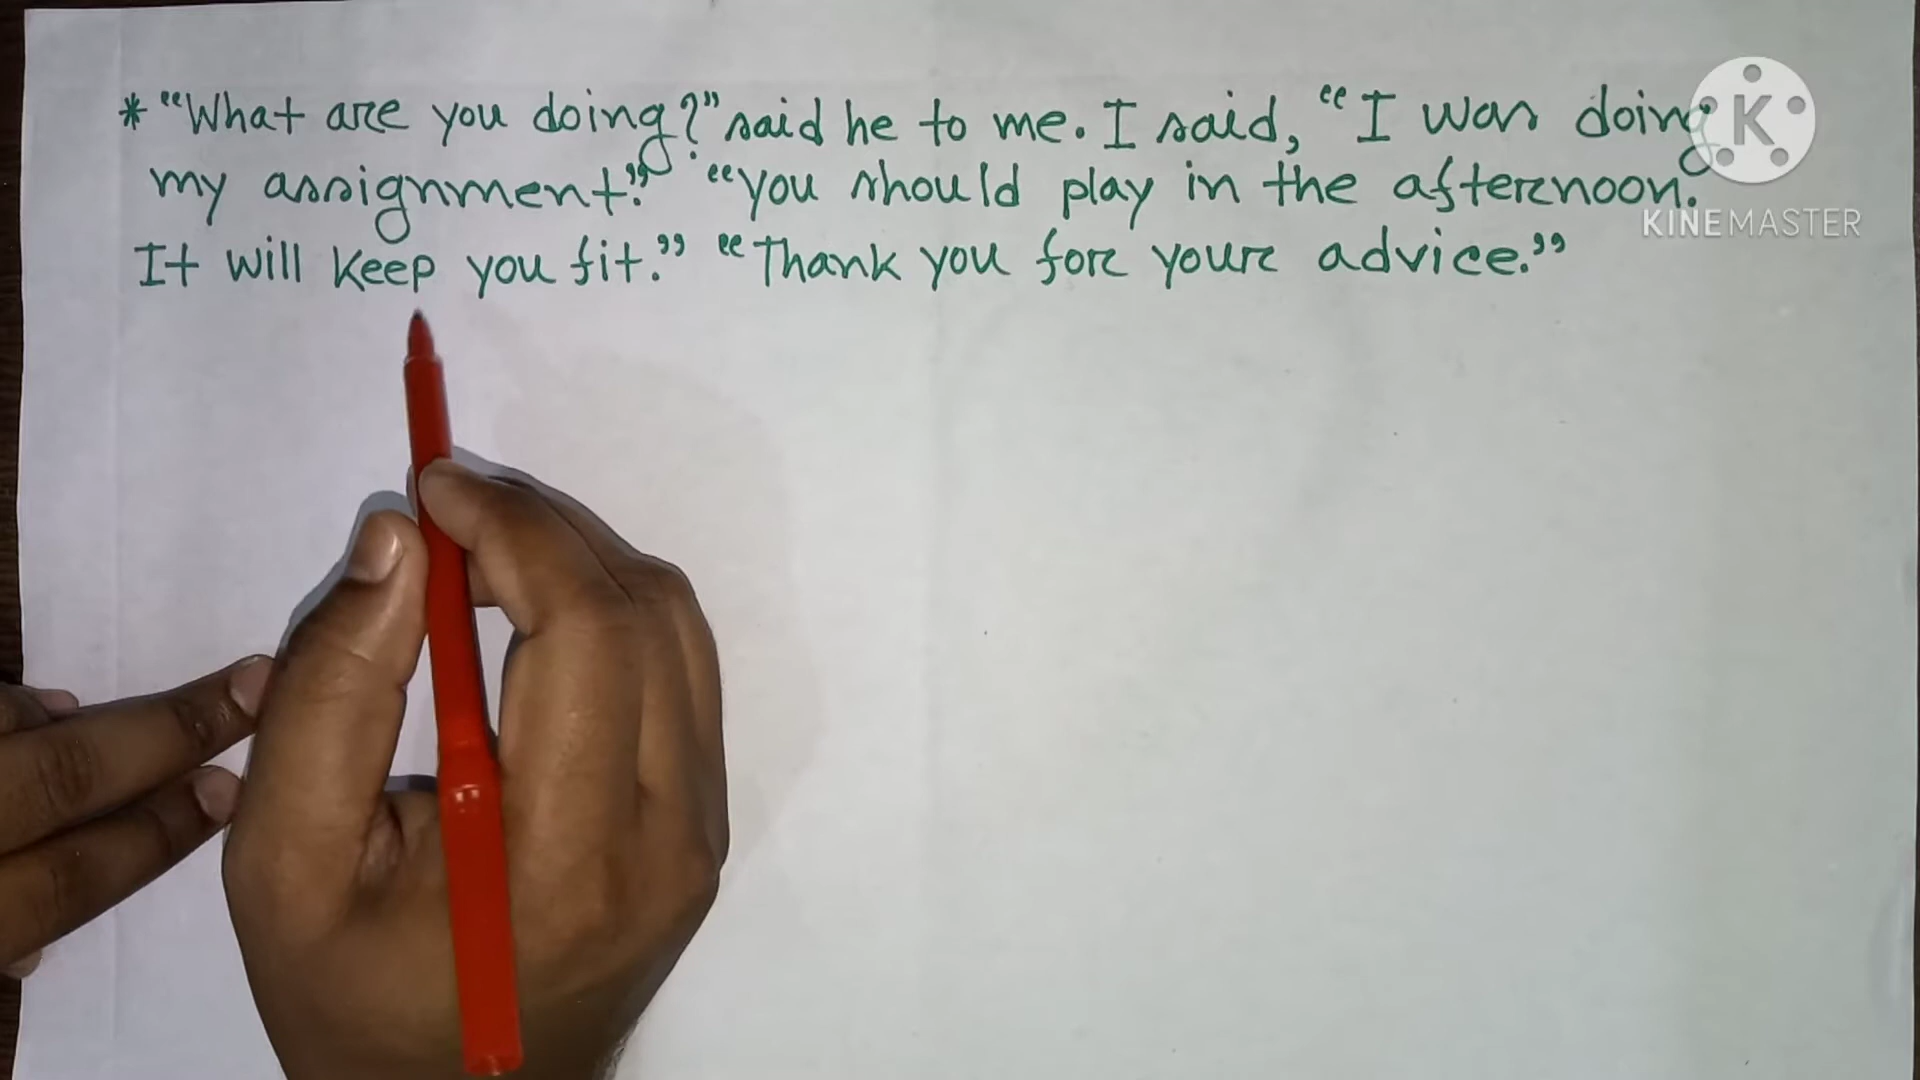 * "What are you doing?" said he to me. I said, "I was doing
my assignment." "you should play in the afternoon.
It will keep you fit." "Thank you for your advice."
K
KINEMASTER